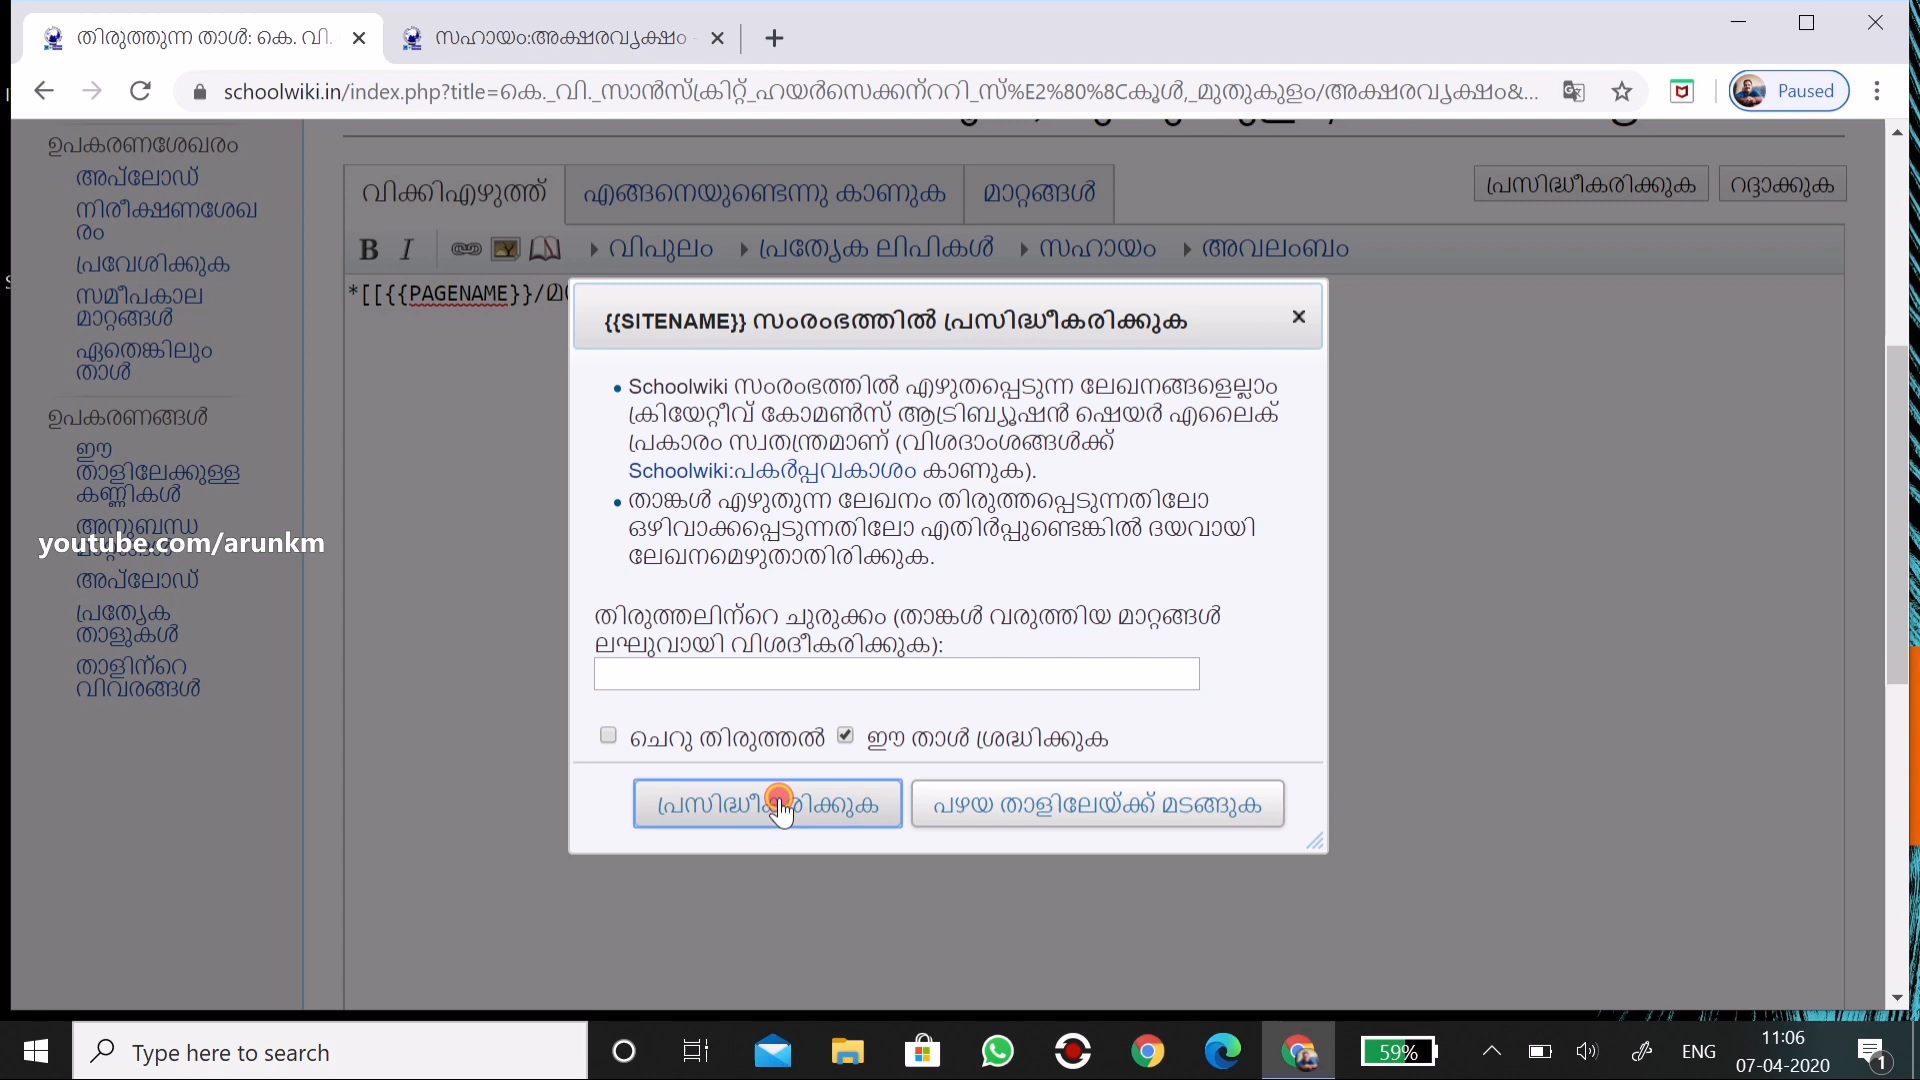 തിരുത്തുന്ന താൾ: കെ. വി.
സഹായം:അക്ഷരവൃക്ഷം
schoolwiki.in/index.php?title=കെ._വി._സാൻസ്ക്രിറ്റ്_ഹയർസെക്കന്ററി_സ്%E2%80%8Cകൂൾ,_മുതുകുളം/അക്ഷരവൃക്ഷം&...
Paused
ഉപകരണശേഖരം
അപ്‌ലോഡ്
നിരീക്ഷണശേഖ
രം
പ്രവേശിക്കുക
സമീപകാല
മാറ്റങ്ങൾ
ഏതെങ്കിലും
താൾ
ഉപകരണങ്ങൾ
ഈ
താളിലേക്കുള്ള
കണ്ണികൾ
അനുബന്ധ
youtube.com/arunkm
അപ്‌ലോഡ്
പ്രത്യേക
താളുകൾ
താളിന്റെ
വിവരങ്ങൾ
വിക്കിഎഴുത്ത്
എങ്ങനെയുണ്ടെന്നു കാണുക
മാറ്റങ്ങൾ
പ്രസിദ്ധീകരിക്കുക
റദ്ദാക്കുക
B I വിപുലം പ്രത്യേക ലിപികൾ സഹായം അവലംബം
*[[{{PAGENAME}}/മ
{{SITENAME}} സംരംഭത്തിൽ പ്രസിദ്ധീകരിക്കുക
Schoolwiki സംരംഭത്തിൽ എഴുതപ്പെടുന്ന ലേഖനങ്ങളെല്ലാം
ക്രിയേറ്റീവ് കോമൺസ് ആട്രിബ്യൂഷൻ ഷെയർ എലൈക്
പ്രകാരം സ്വതന്ത്രമാണ് (വിശദാംശങ്ങൾക്ക്
Schoolwiki:പകർപ്പവകാശം കാണുക).
താങ്കൾ എഴുതുന്ന ലേഖനം തിരുത്തപ്പെടുന്നതിലോ
ഒഴിവാക്കപ്പെടുന്നതിലോ എതിർപ്പുണ്ടെങ്കിൽ ദയവായി
ലേഖനമെഴുതാതിരിക്കുക.
തിരുത്തലിന്റെ ചുരുക്കം (താങ്കൾ വരുത്തിയ മാറ്റങ്ങൾ
ലഘുവായി വിശദീകരിക്കുക):
ചെറു തിരുത്തൽ ഈ താൾ ശ്രദ്ധിക്കുക
പ്രസിദ്ധീകരിക്കുക
പഴയ താളിലേയ്ക്ക് മടങ്ങുക
Type here to search
59%
ENG
11:06
07-04-2020
1